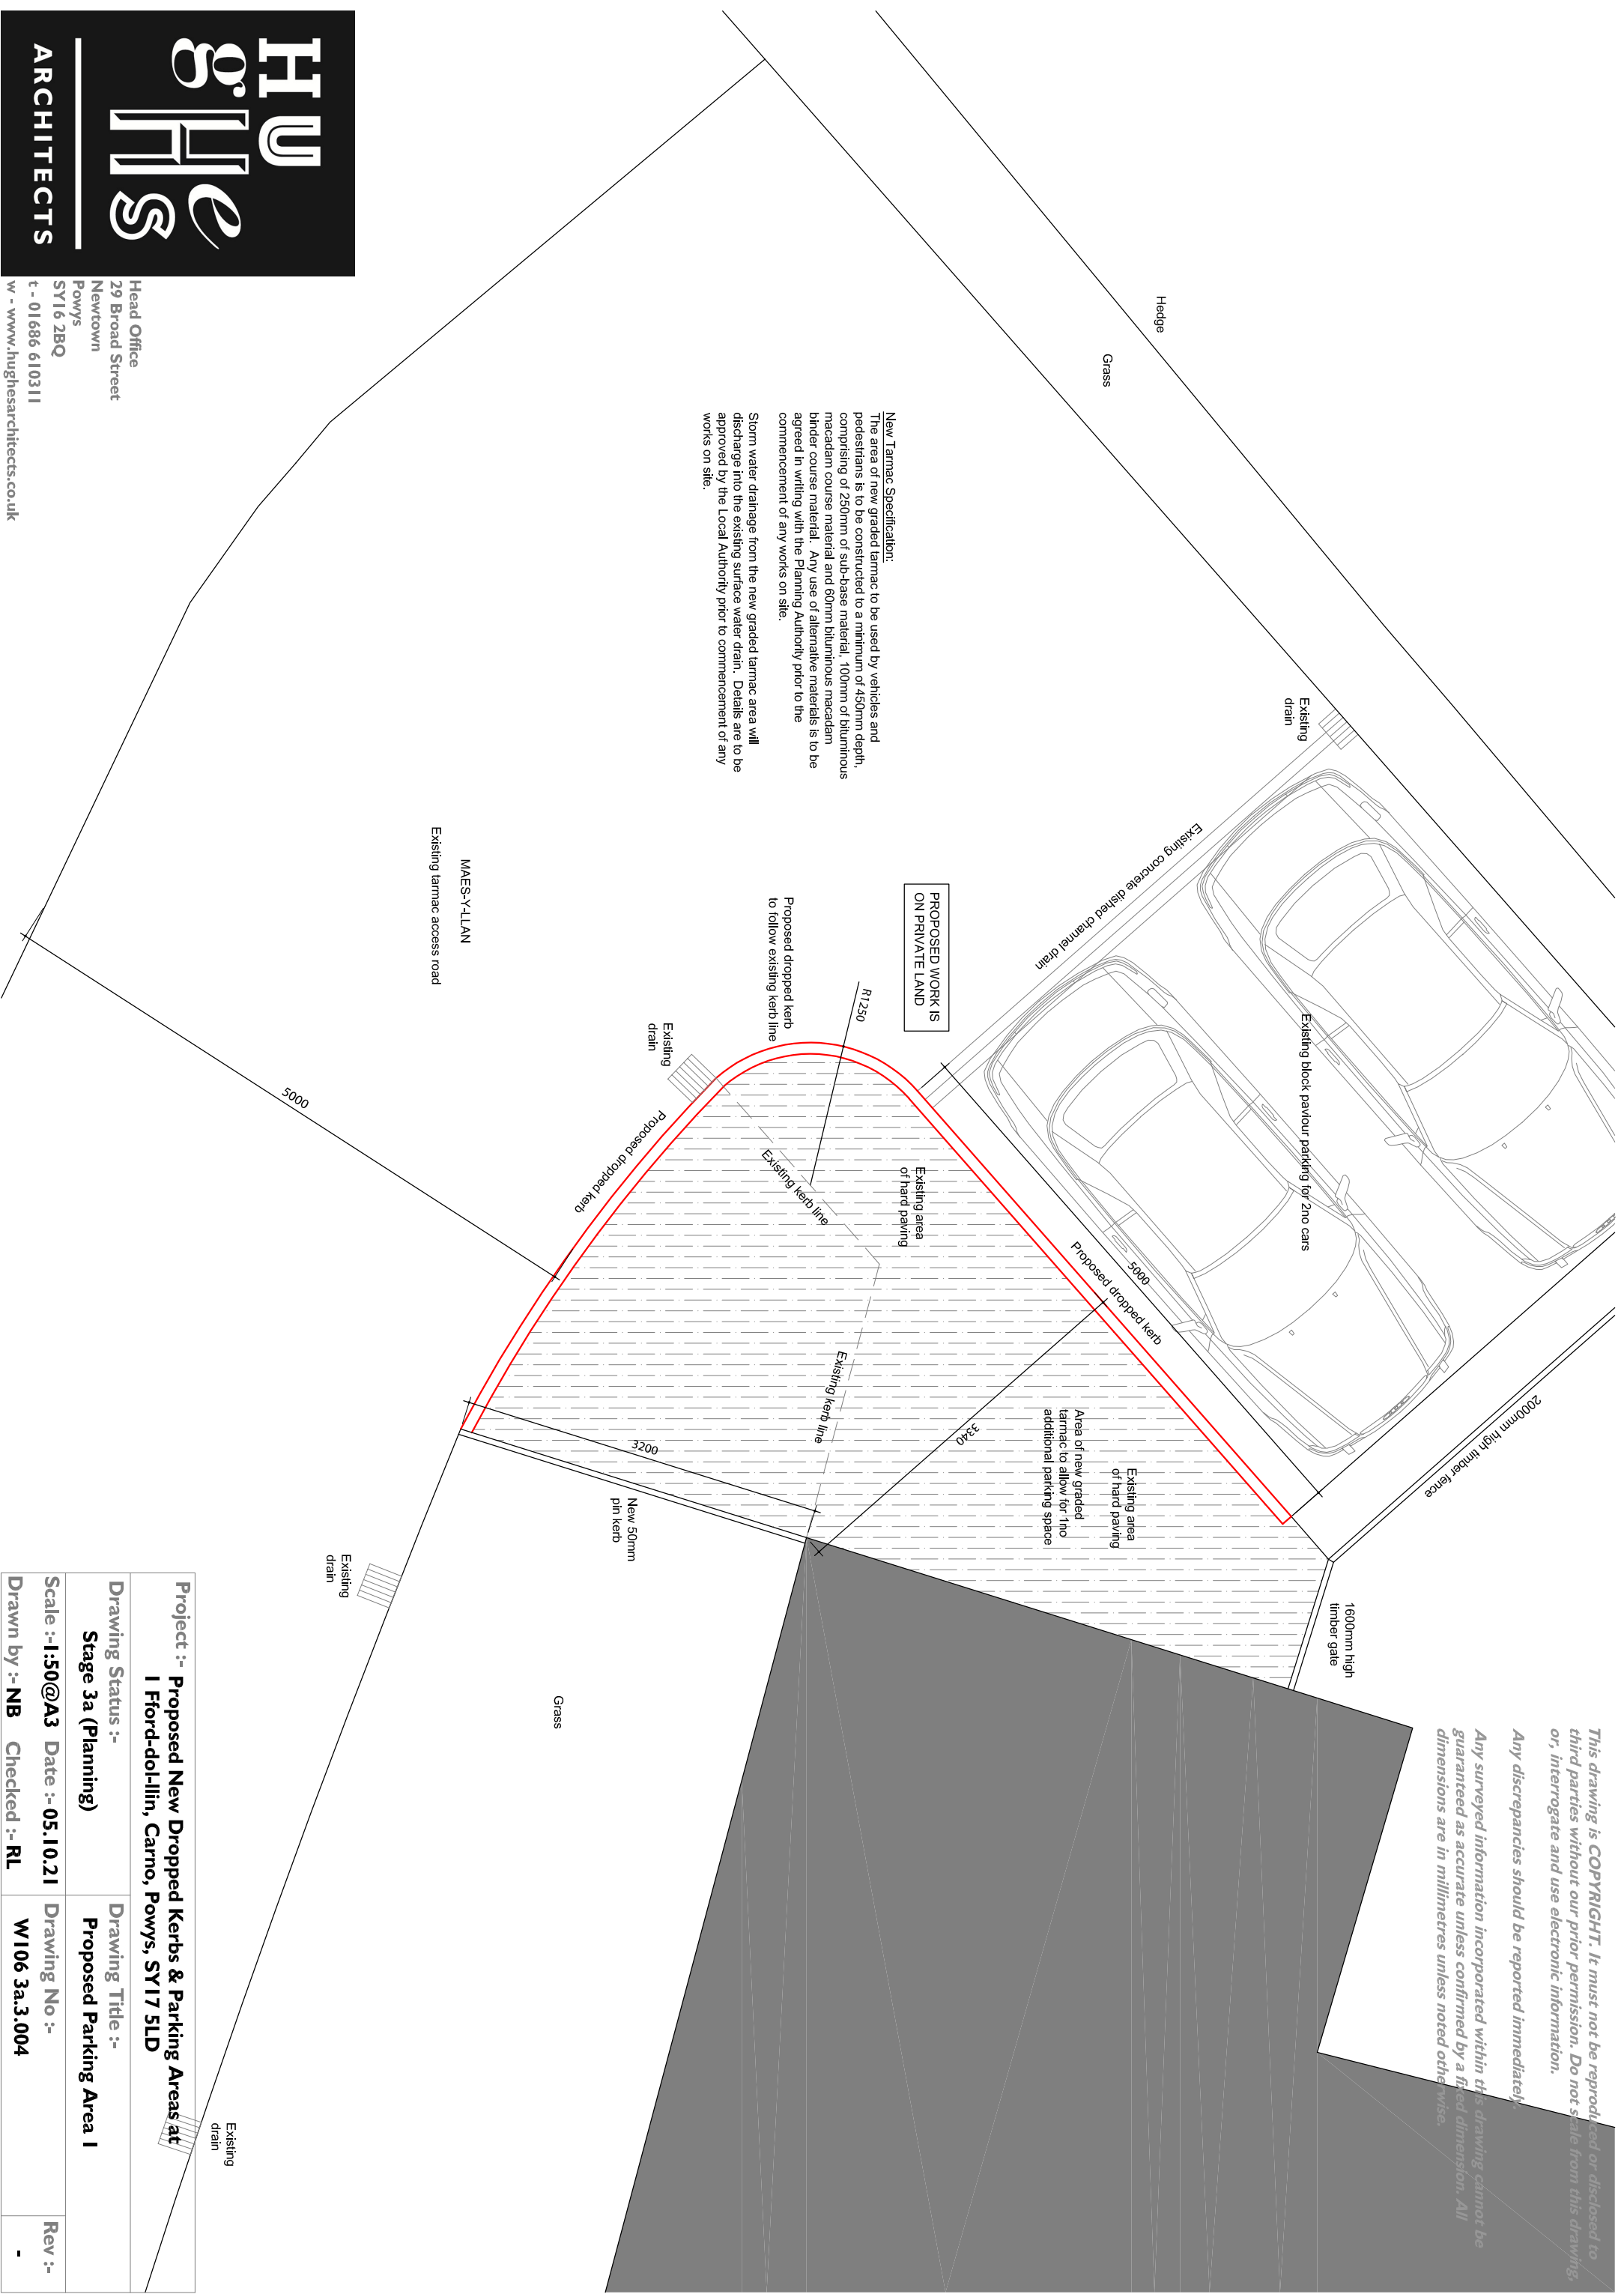 HUgHes
ARCHITECTS
Head Office
29 Broad Street
Newtown
Powys
SY16 2BQ
t - 01686 610311
w - www.hughesarchitects.co.uk
Hedge
Grass
New Tarmac Specification:
The area of new graded tarmac to be used by vehicles and
pedestrians is to be constructed to a minimum of 450mm depth,
comprising of 250mm of sub-base material, 100mm of bituminous
macadam course material and 60mm bituminous macadam
binder course material.  Any use of alternative materials is to be
agreed in writing with the Planning Authority prior to the
commencement of any works on site.
Storm water drainage from the new graded tarmac area will
discharge into the existing surface water drain.  Details are to be
approved by the Local Authority prior to commencement of any
works on site.
Existing
drain
Existing concrete dished channel drain
Existing block paviour parking for 2no cars
PROPOSED WORK IS
ON PRIVATE LAND
Proposed dropped kerb
to follow existing kerb line
R1250
MAES-Y-LLAN
Existing tarmac access road
Existing
drain
5000
Proposed dropped kerb
Existing kerb line
Existing area
of hard paving
5000
Proposed dropped kerb
Existing kerb line
3340
3200
Area of new graded
tarmac to allow for 1no
additional parking space
Existing area
of hard paving
2000mm high timber fence
1600mm high
timber gate
New 50mm
pin kerb
Existing
drain
Grass
Existing
drain
This drawing is COPYRIGHT. It must not be reproduced or disclosed to
third parties without our prior permission. Do not scale from this drawing,
or, interrogate and use electronic information.
Any discrepancies should be reported immediately.
Any surveyed information incorporated within this drawing cannot be
guaranteed as accurate unless confirmed by a fixed dimension. All
dimensions are in millimetres unless noted otherwise.
Project :- Proposed New Dropped Kerbs & Parking Areas at
1 Fford-dol-llin, Carno, Powys, SY17 5LD
Drawing Status :-
Stage 3a (Planning)
Drawing Title :-
Proposed Parking Area 1
Scale :- 1:50@A3 Date :- 05.10.21
Drawn by :- NB Checked :- RL
Drawing No :-
W106 3a.3.004
Rev :-
-